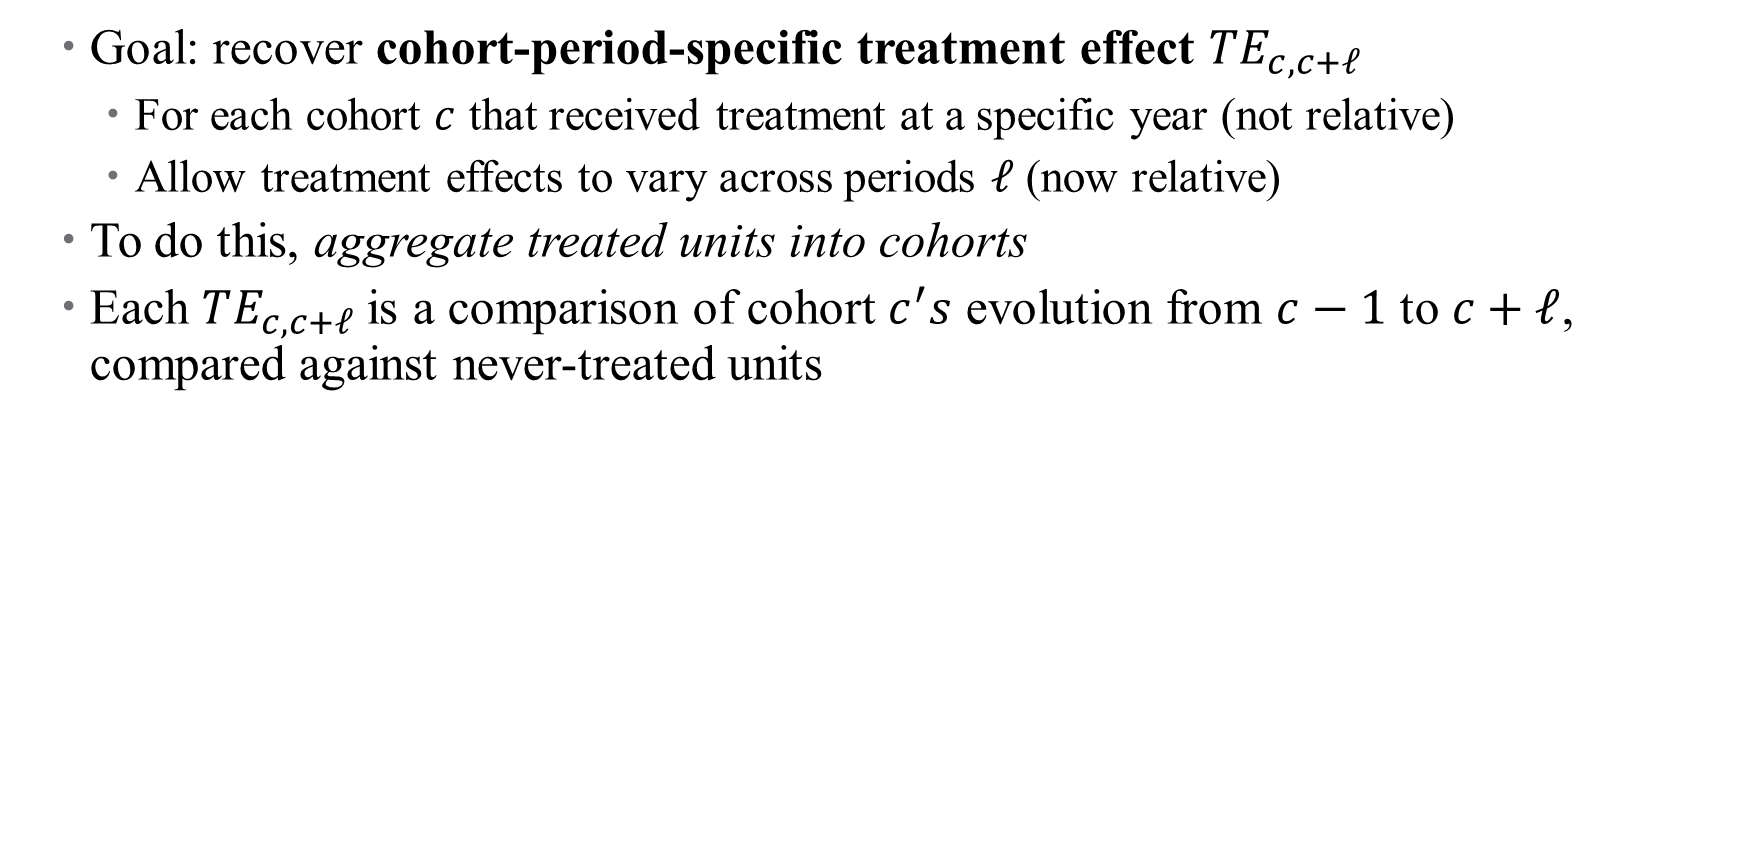 • Goal: recover cohort-period-specific treatment effect TE_{c,c+ℓ}
• For each cohort c that received treatment at a specific year (not relative)
• Allow treatment effects to vary across periods ℓ (now relative)
• To do this, aggregate treated units into cohorts
• Each TE_{c,c+ℓ} is a comparison of cohort c's evolution from c − 1 to c + ℓ,
compared against never-treated units